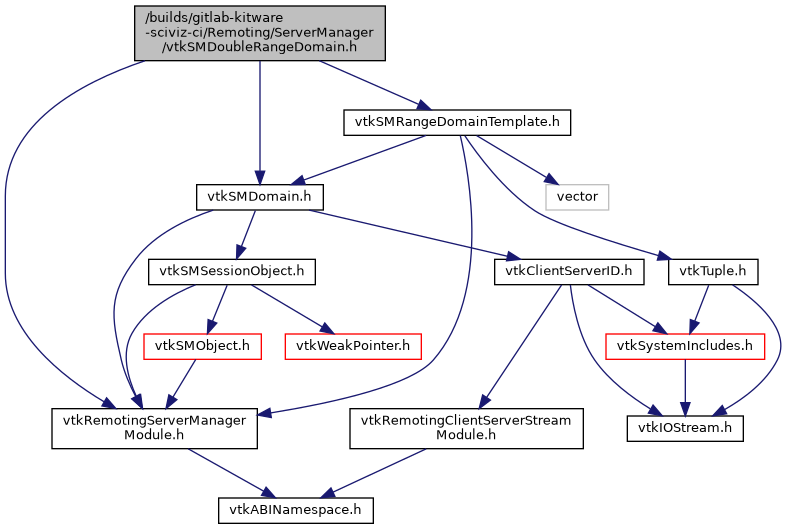 /builds/gitlab-kitware
-sciviz-ci/Remoting/ServerManager
/vtkSMDoubleRangeDomain.h
vtkSMRangeDomainTemplate.h
vtkSMDomain.h
vector
vtkSMSessionObject.h
vtkClientServerID.h
vtkTuple.h
vtkSMObject.h
vtkWeakPointer.h
vtkSystemIncludes.h
vtkRemotingServerManager
Module.h
vtkRemotingClientServerStream
Module.h
vtkIOStream.h
vtkABINamespace.h